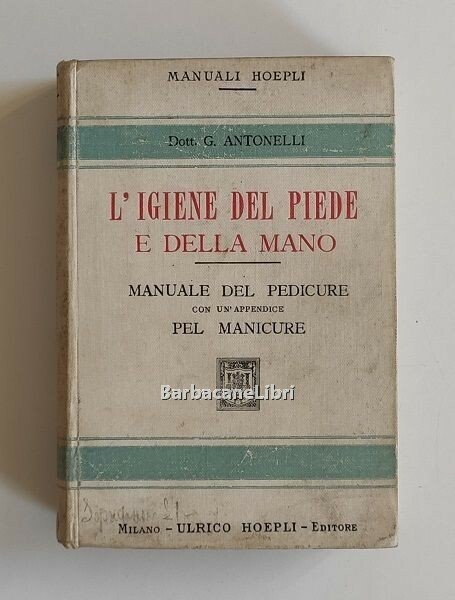 MANUALI HOEPLI
Dott. G. ANTONELLI
L'IGIENE DEL PIEDE
E DELLA MANO
MANUALE DEL PEDICURE
CON UN'APPENDICE
PEL MANICURE
BarbacaneLibri
MILANO - ULRICO HOEPLI - EDITORE